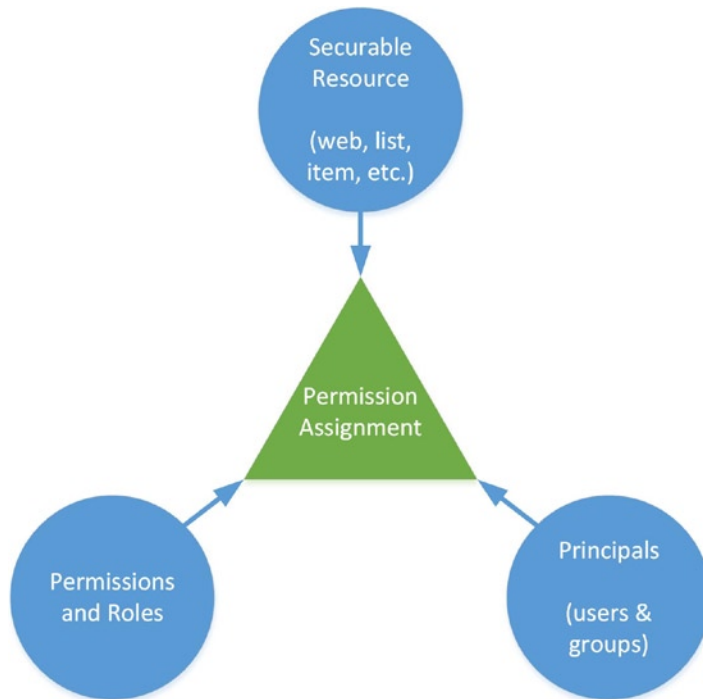 Securable
Resource
(web, list,
item, etc.)
Permission
Assignment
Permissions
and Roles
Principals
(users &
groups)